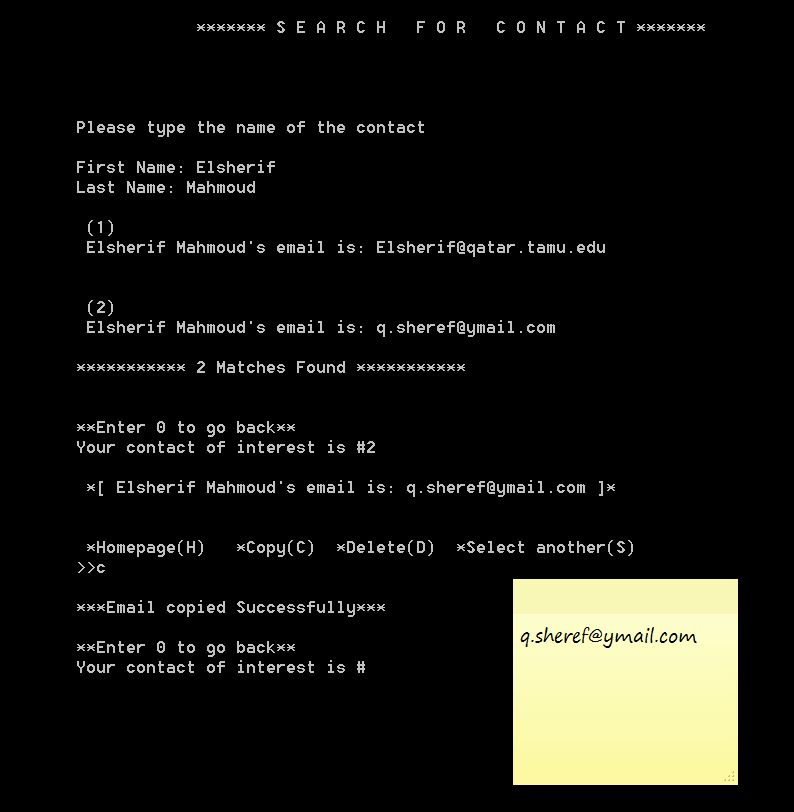 ******* S E A R C H   F O R   C O N T A C T *******
Please type the name of the contact
First Name: Elsherif
Last Name: Mahmoud
(1)
Elsherif Mahmoud's email is: Elsherif@qatar.tamu.edu
(2)
Elsherif Mahmoud's email is: q.sheref@ymail.com
*********** 2 Matches Found ***********
**Enter 0 to go back**
Your contact of interest is #2
*[ Elsherif Mahmoud's email is: q.sheref@ymail.com ]*
*Homepage(H)   *Copy(C)  *Delete(D)  *Select another(S)
>>c
***Email copied Successfully***
**Enter 0 to go back**
Your contact of interest is #
q.sheref@ymail.com